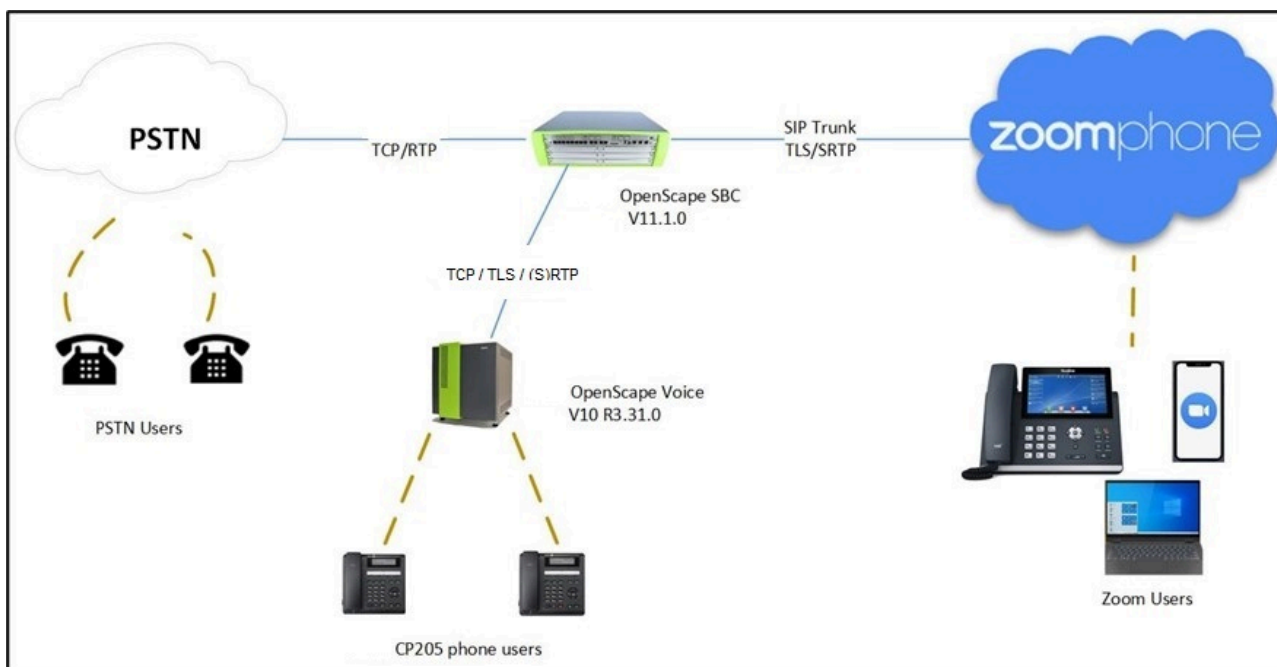 PSTN
TCP/RTP
SIP Trunk
TLS/SRTP
zoomphone
OpenScape SBC
V11.1.0
TCP / TLS / (S)RTP
OpenScape Voice
V10 R3.31.0
PSTN Users
CP205 phone users
Zoom Users